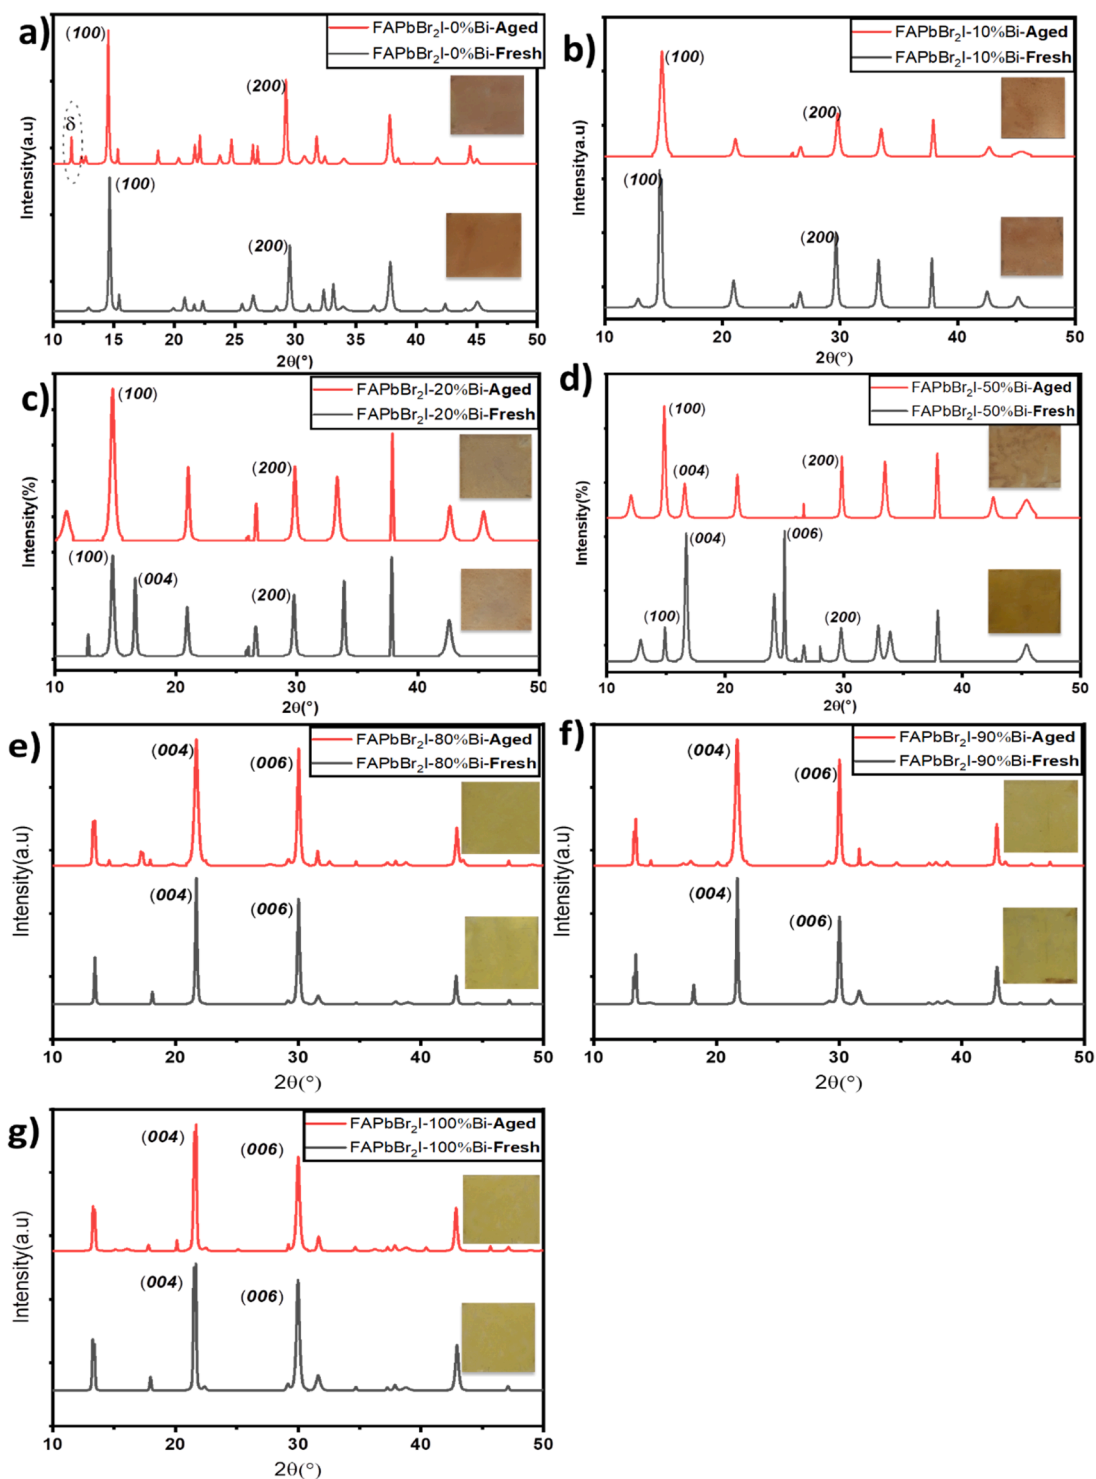 a)
FAPbBr₂I-0%Bi-Aged
FAPbBr₂I-0%Bi-Fresh
(100)
(200)
δ
(100)
(200)
Intensity(a.u)
10 15 20 25 30 35 40 45 50
2θ(°)
b)
FAPbBr₂I-10%Bi-Aged
FAPbBr₂I-10%Bi-Fresh
(100)
(200)
(100)
(200)
Intensitya.u)
10 20 30 40 50
2θ(°)
c)
FAPbBr₂I-20%Bi-Aged
FAPbBr₂I-20%Bi-Fresh
(100)
(200)
(100)
(004)
(200)
Intensity(%)
10 20 30 40 50
2θ(°)
d)
FAPbBr₂I-50%Bi-Aged
FAPbBr₂I-50%Bi-Fresh
(100)
(004)
(200)
(004)
(006)
(100)
(200)
Intensity(%)
10 20 30 40 50
2θ(°)
e)
FAPbBr₂I-80%Bi-Aged
FAPbBr₂I-80%Bi-Fresh
(004)
(006)
(004)
(006)
Intensity(a.u)
10 20 30 40 50
2θ(°)
f)
FAPbBr₂I-90%Bi-Aged
FAPbBr₂I-90%Bi-Fresh
(004)
(006)
(004)
(006)
Intensity(a.u)
10 20 30 40 50
2θ(°)
g)
FAPbBr₂I-100%Bi-Aged
FAPbBr₂I-100%Bi-Fresh
(004)
(006)
(004)
(006)
Intensity(a.u)
10 20 30 40 50
2θ(°)